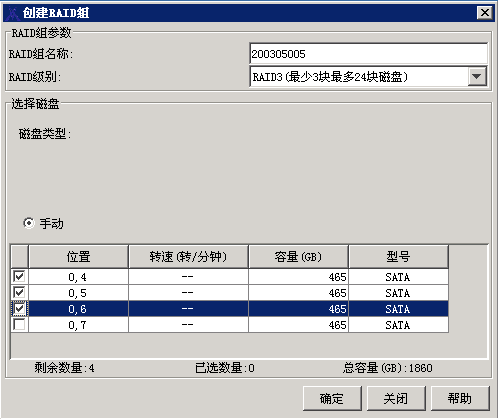 创建RAID组
RAID组参数
RAID组名称: 200305005
RAID级别: RAID3(最少3块最多24块磁盘)
选择磁盘
磁盘类型:
手动
位置 转速(转/分钟) 容量(GB) 型号
0,4 -- 465 SATA
0,5 -- 465 SATA
0,6 -- 465 SATA
0,7 -- 465 SATA
剩余数量:4 已选数量:0 总容量(GB):1860
确定 关闭 帮助